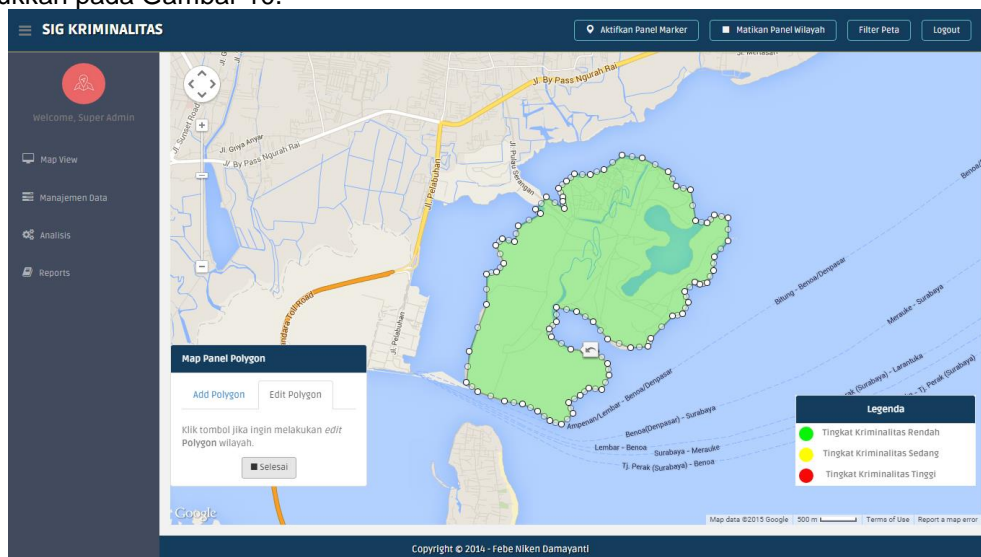 ukkan pada Gambar 10.
SIG KRIMINALITAS
Aktifkan Panel Marker
Matikan Panel Wilayah
Filter Peta
Logout
Welcome, Super Admin
Map View
Manajemen Data
Analisis
Reports
Jl. By Pass Ngurah Rai
Jl. Sunset Road
Jl. Griya Anyar
Jl. By Pass Ngurah Rai
Jl. Pelabuhan
Jl. Pulau Serangan
Jl. Pelabuhan
Bitung - Benoa/Denpasar
Merauke - Surabaya
Ampenan/Lembar - Benoa/Denpasar
Benoa(Denpasar) - Surabaya
Lembar - Benoa
Surabaya - Merauke
Tj. Perak (Surabaya) - Benoa
Map Panel Polygon
Add Polygon
Edit Polygon
Klik tombol jika ingin melakukan edit
Polygon wilayah.
Selesai
Legenda
Tingkat Kriminalitas Rendah
Tingkat Kriminalitas Sedang
Tingkat Kriminalitas Tinggi
Google
Map data ©2015 Google
500 m
Terms of Use
Report a map error
Copyright © 2014 - Febe Niken Damayanti